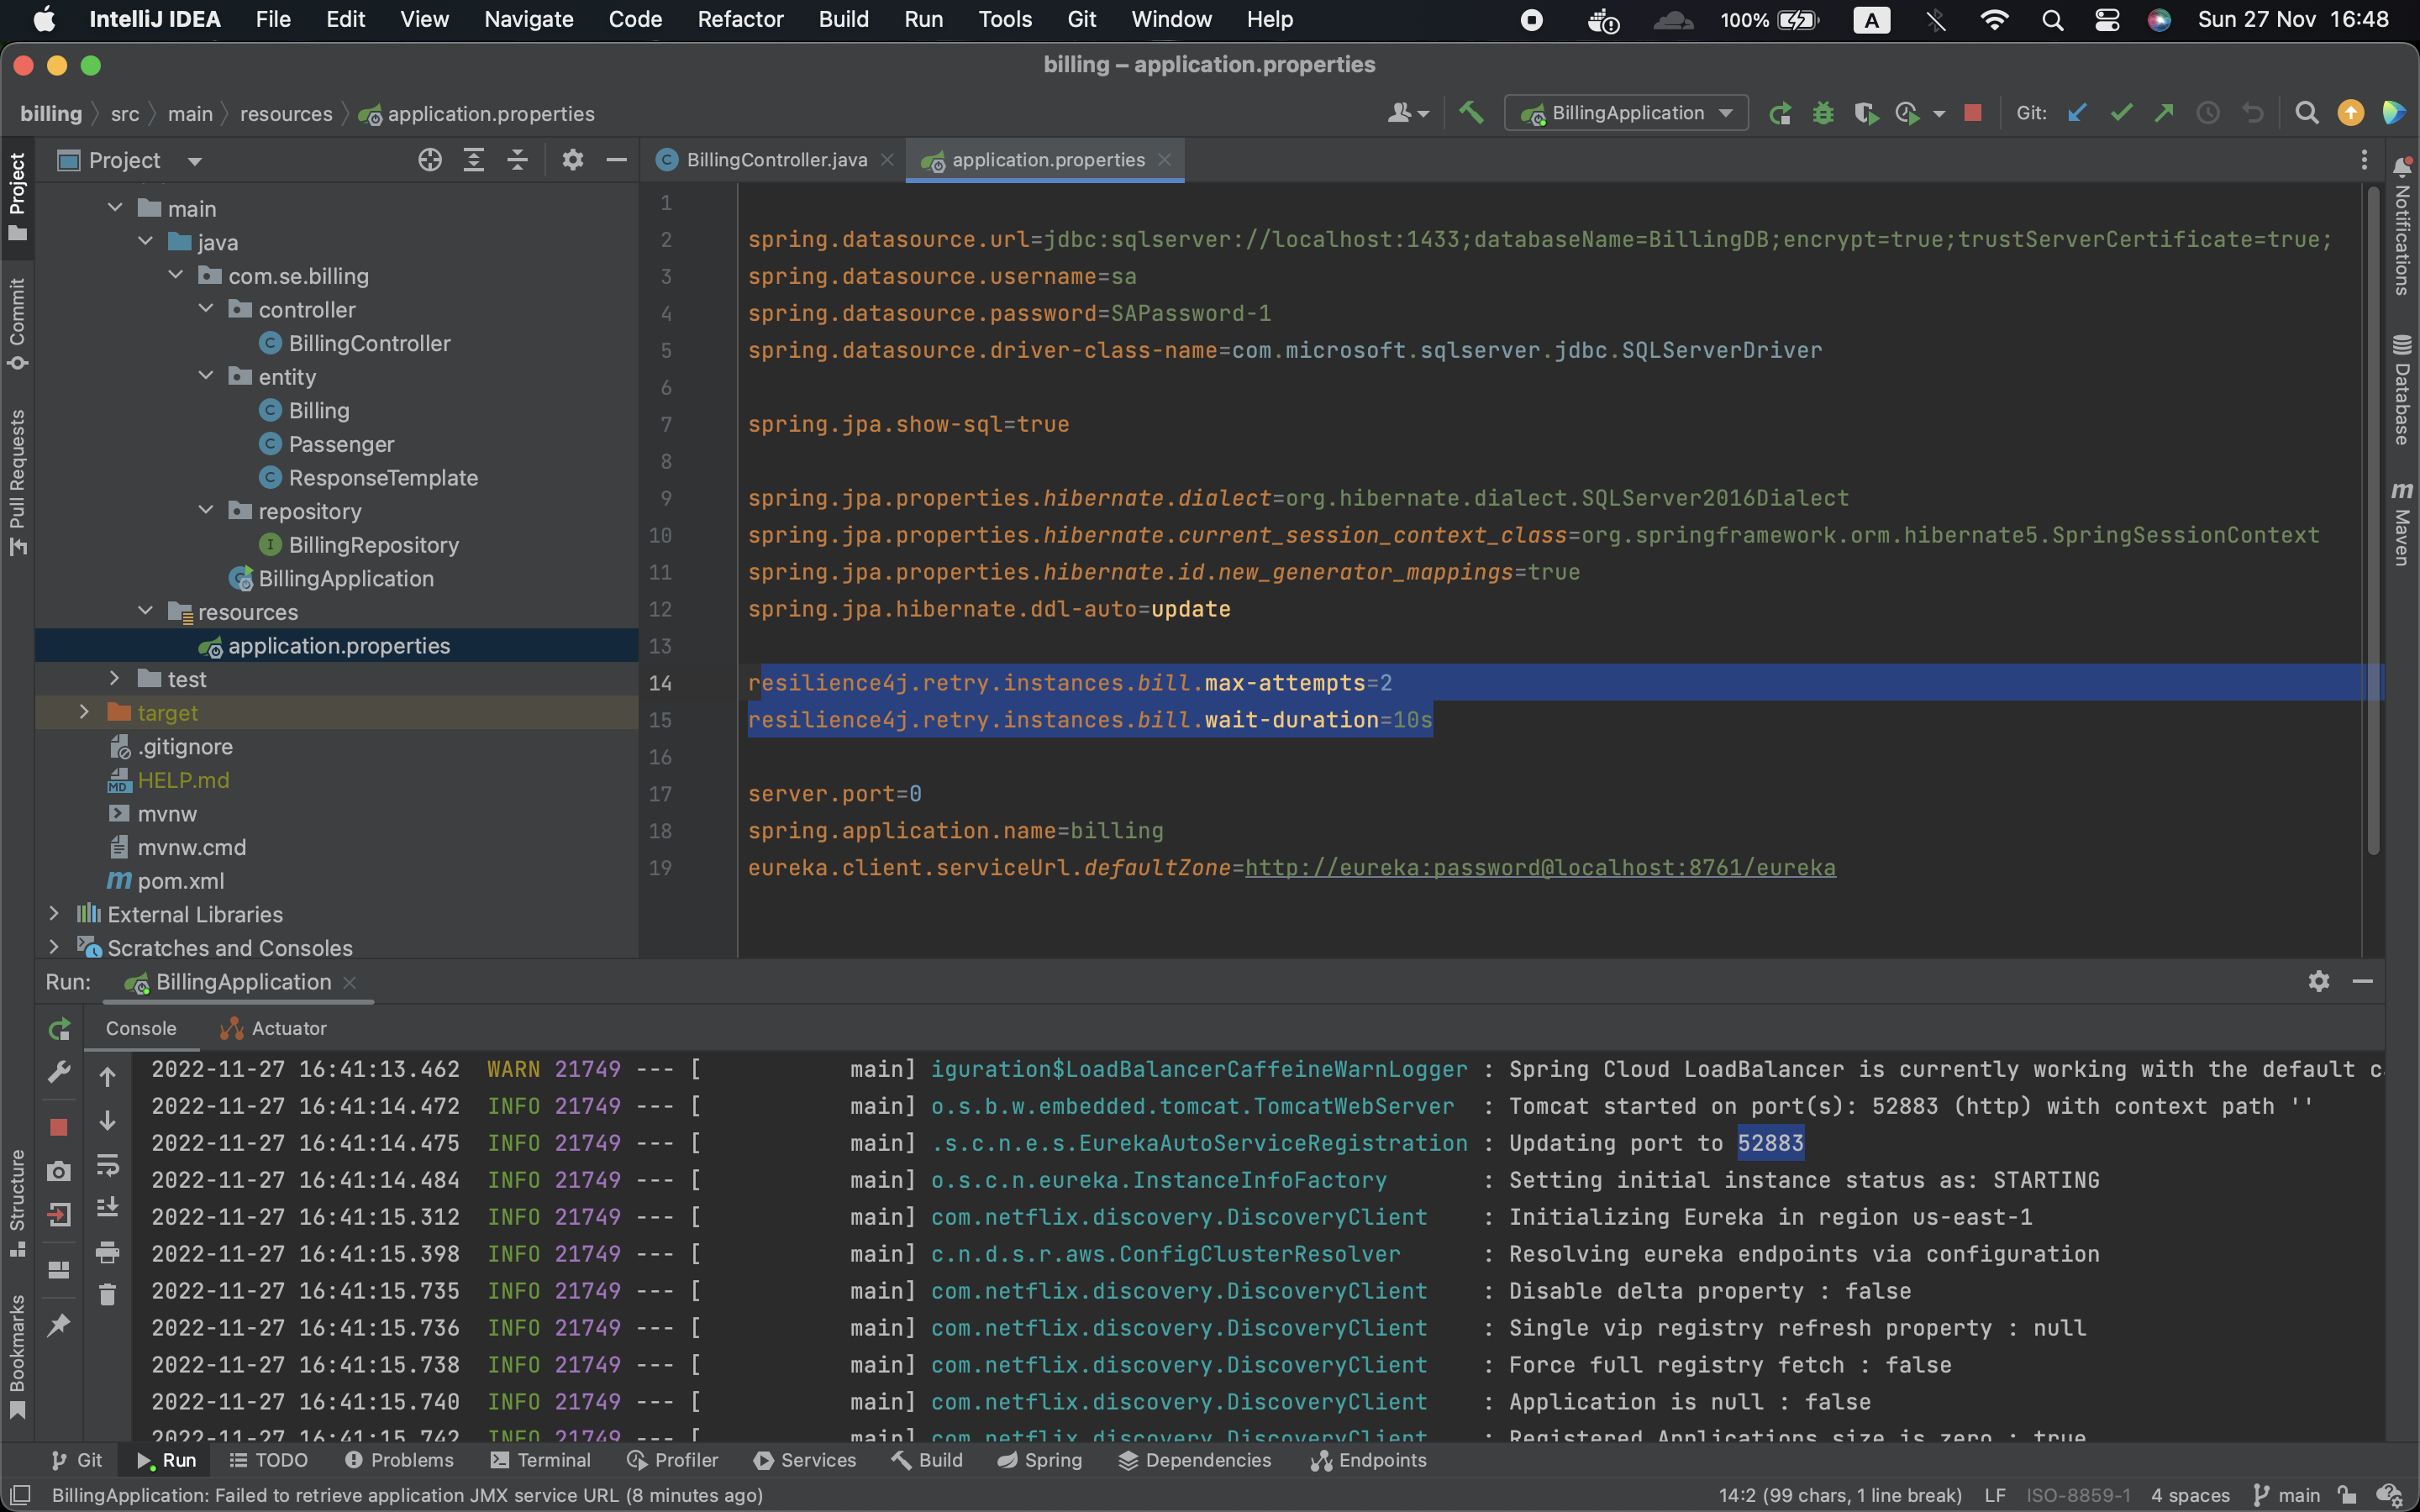 IntelliJ IDEA File Edit View Navigate Code Refactor Build Run Tools Git Window Help 100% A Sun 27 Nov 16:48
billing – application.properties
billing src main resources application.properties BillingApplication Git:
Project
Project
Commit
Pull Requests
main
java
com.se.billing
controller
BillingController
entity
Billing
Passenger
ResponseTemplate
repository
BillingRepository
BillingApplication
resources
application.properties
test
target
.gitignore
HELP.md
mvnw
mvnw.cmd
pom.xml
External Libraries
Scratches and Consoles
BillingController.java application.properties
1
2 spring.datasource.url=jdbc:sqlserver://localhost:1433;databaseName=BillingDB;encrypt=true;trustServerCertificate=true;
3 spring.datasource.username=sa
4 spring.datasource.password=SAPassword-1
5 spring.datasource.driver-class-name=com.microsoft.sqlserver.jdbc.SQLServerDriver
6
7 spring.jpa.show-sql=true
8
9 spring.jpa.properties.hibernate.dialect=org.hibernate.dialect.SQLServer2016Dialect
10 spring.jpa.properties.hibernate.current_session_context_class=org.springframework.orm.hibernate5.SpringSessionContext
11 spring.jpa.properties.hibernate.id.new_generator_mappings=true
12 spring.jpa.hibernate.ddl-auto=update
13
14 resilience4j.retry.instances.bill.max-attempts=2
15 resilience4j.retry.instances.bill.wait-duration=10s
16
17 server.port=0
18 spring.application.name=billing
19 eureka.client.serviceUrl.defaultZone=http://eureka:password@localhost:8761/eureka
Notifications
Database
Maven
Run: BillingApplication
Console Actuator
2022-11-27 16:41:13.462 WARN 21749 --- [ main] iguration$LoadBalancerCaffeineWarnLogger : Spring Cloud LoadBalancer is currently working with the default c
2022-11-27 16:41:14.472 INFO 21749 --- [ main] o.s.b.w.embedded.tomcat.TomcatWebServer : Tomcat started on port(s): 52883 (http) with context path ''
2022-11-27 16:41:14.475 INFO 21749 --- [ main] .s.c.n.e.s.EurekaAutoServiceRegistration : Updating port to 52883
2022-11-27 16:41:14.484 INFO 21749 --- [ main] o.s.c.n.eureka.InstanceInfoFactory : Setting initial instance status as: STARTING
2022-11-27 16:41:15.312 INFO 21749 --- [ main] com.netflix.discovery.DiscoveryClient : Initializing Eureka in region us-east-1
2022-11-27 16:41:15.398 INFO 21749 --- [ main] c.n.d.s.r.aws.ConfigClusterResolver : Resolving eureka endpoints via configuration
2022-11-27 16:41:15.735 INFO 21749 --- [ main] com.netflix.discovery.DiscoveryClient : Disable delta property : false
2022-11-27 16:41:15.736 INFO 21749 --- [ main] com.netflix.discovery.DiscoveryClient : Single vip registry refresh property : null
2022-11-27 16:41:15.738 INFO 21749 --- [ main] com.netflix.discovery.DiscoveryClient : Force full registry fetch : false
2022-11-27 16:41:15.740 INFO 21749 --- [ main] com.netflix.discovery.DiscoveryClient : Application is null : false
2022-11-27 16:41:15.742 INFO 21749 --- [ main] com.netflix.discovery.DiscoveryClient : Registered Applications size is zero : true
Structure
Bookmarks
Git Run TODO Problems Terminal Profiler Services Build Spring Dependencies Endpoints
BillingApplication: Failed to retrieve application JMX service URL (8 minutes ago) 14:2 (99 chars, 1 line break) LF ISO-8859-1 4 spaces main